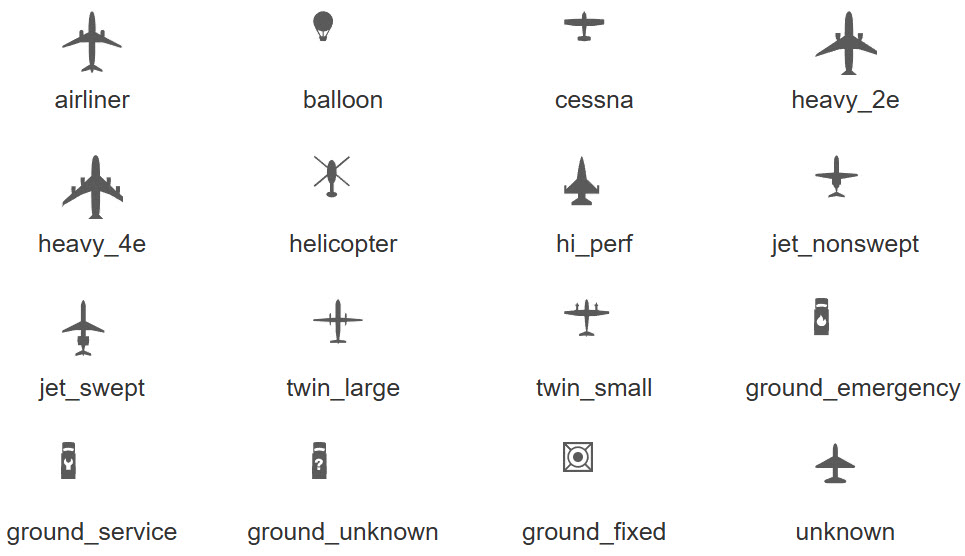 airliner
balloon
cessna
heavy_2e
heavy_4e
helicopter
hi_perf
jet_nonswept
jet_swept
twin_large
twin_small
ground_emergency
ground_service
?
ground_unknown
ground_fixed
unknown